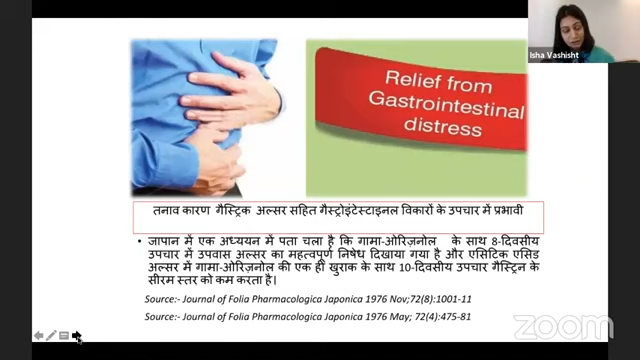 Isha Vashisht
Relief from
Gastrointestinal
distress
तनाव कारण गैस्ट्रिक अल्सर सहित गैस्ट्रोइंटेस्टाइनल विकारों के उपचार में प्रभावी
• जापान में एक अध्ययन में पता चला है कि गामा-ओरिज़नोल के साथ 8-दिवसीय
उपचार में उपवास अल्सर का महत्वपूर्ण निषेध दिखाया गया है और एसिटिक एसिड
अल्सर में गामा-ओरिज़नोल की एक ही खुराक के साथ 10-दिवसीय उपचार गैस्ट्रिन के
सीरम स्तर को कम करता है।
Source:- Journal of Folia Pharmacologica Japonica 1976 Nov;72(8):1001-11
Source:- Journal of Folia Pharmacologica Japonica 1976 May; 72(4):475-81
zoom